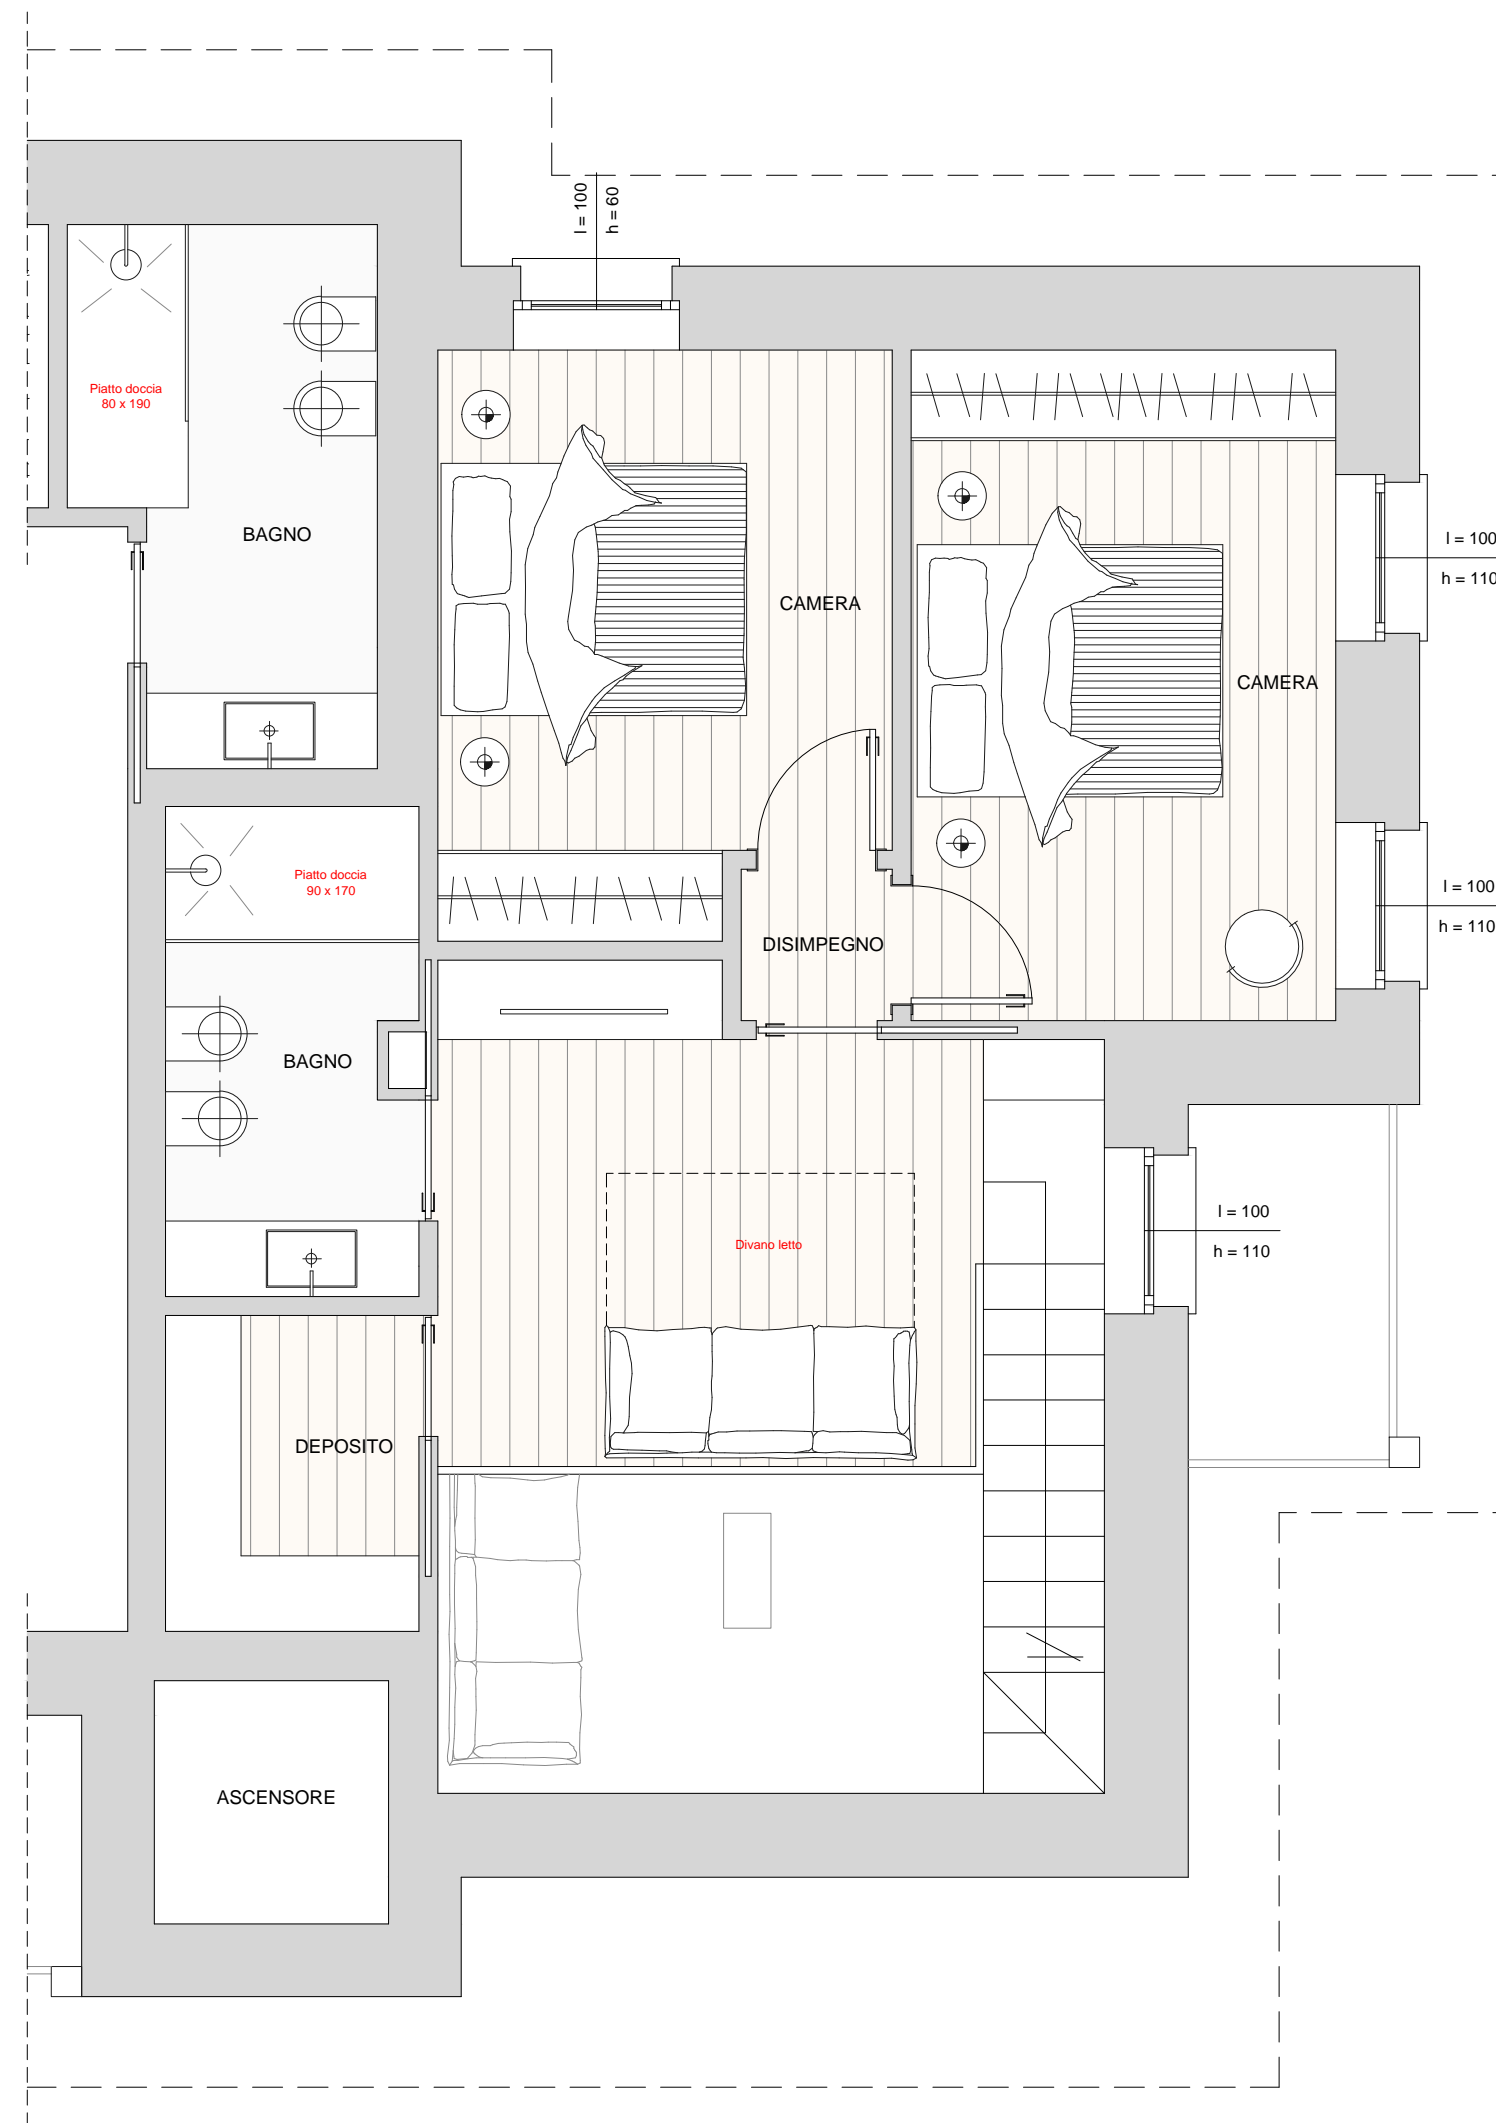 l = 100
h = 60
Piatto doccia
80 x 190
BAGNO
l = 100
h = 110
CAMERA
CAMERA
Piatto doccia
90 x 170
l = 100
h = 110
DISIMPEGNO
BAGNO
l = 100
h = 110
Divano letto
DEPOSITO
ASCENSORE